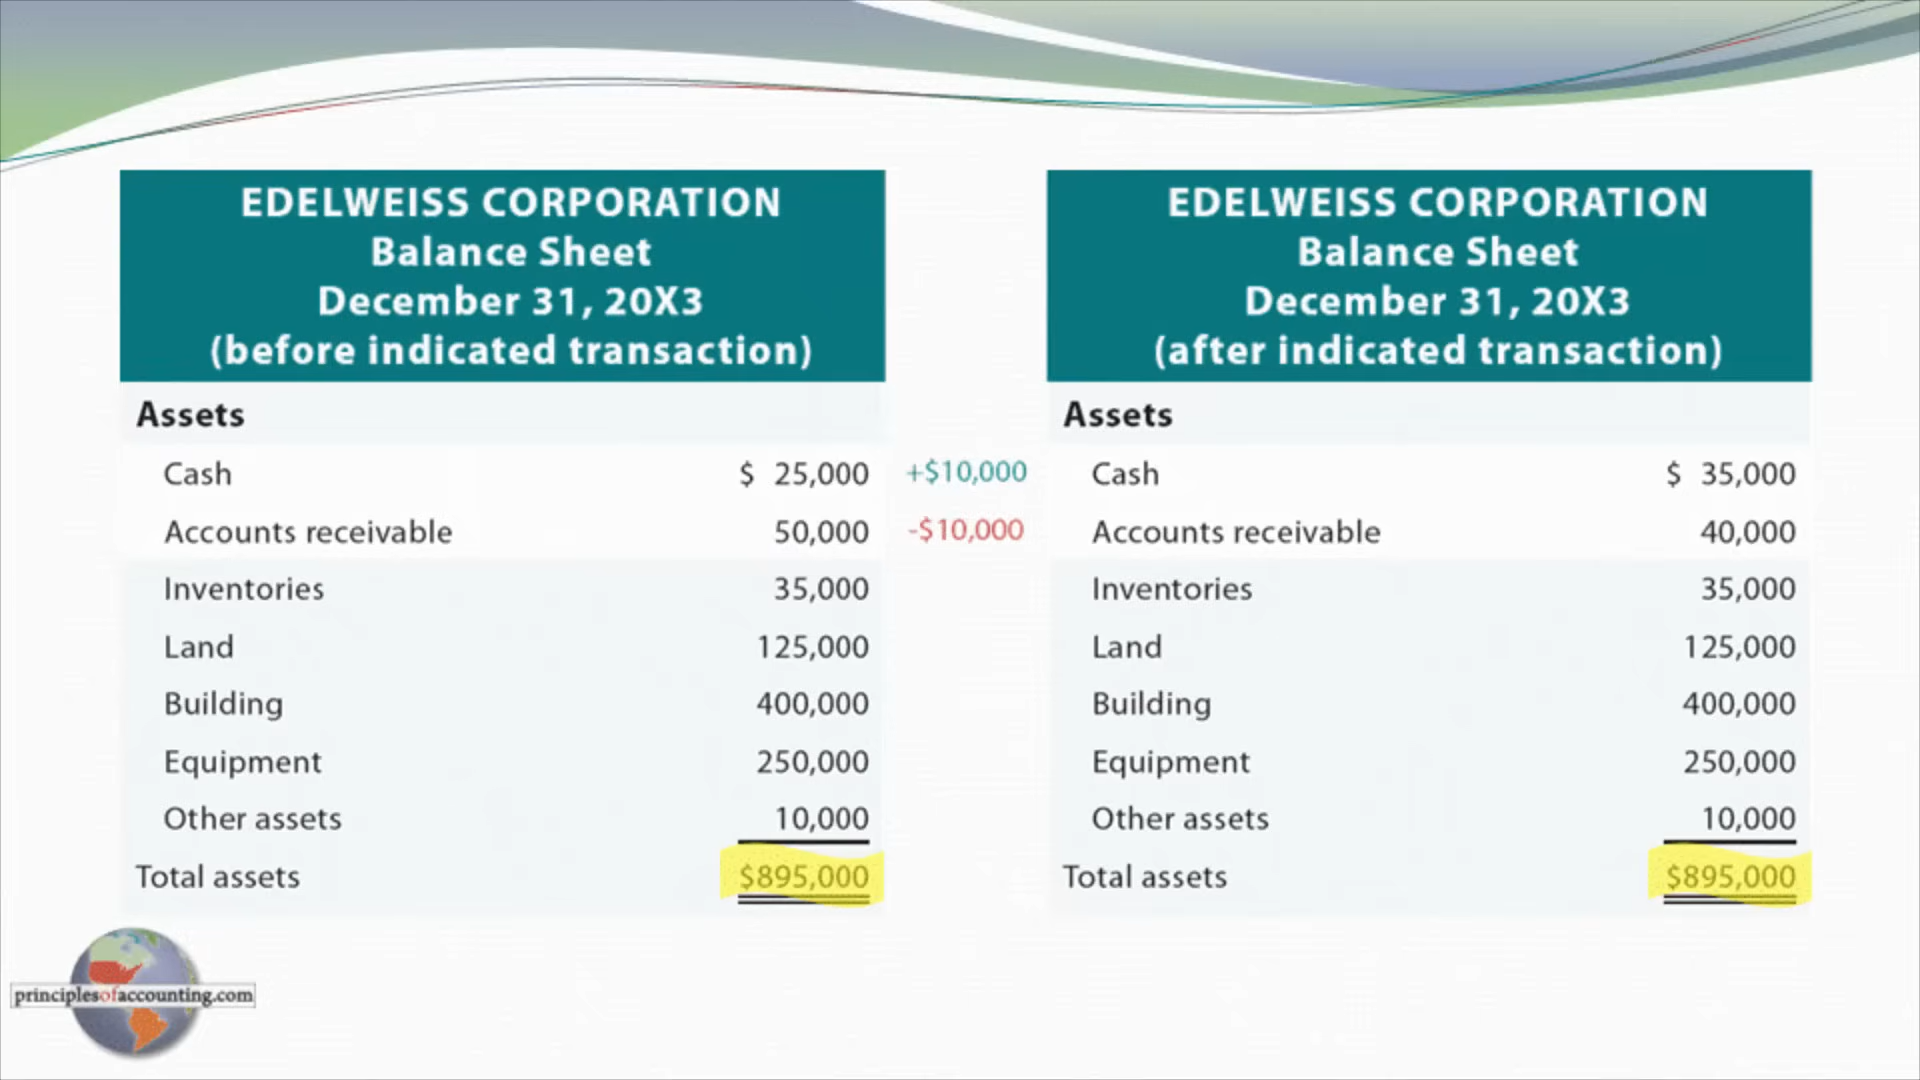 EDELWEISS CORPORATION
Balance Sheet
December 31, 20X3
(before indicated transaction)
Assets
Cash $ 25,000
Accounts receivable 50,000
Inventories 35,000
Land 125,000
Building 400,000
Equipment 250,000
Other assets 10,000
Total assets $895,000
+$10,000
-$10,000
EDELWEISS CORPORATION
Balance Sheet
December 31, 20X3
(after indicated transaction)
Assets
Cash $ 35,000
Accounts receivable 40,000
Inventories 35,000
Land 125,000
Building 400,000
Equipment 250,000
Other assets 10,000
Total assets $895,000
principlesofaccounting.com